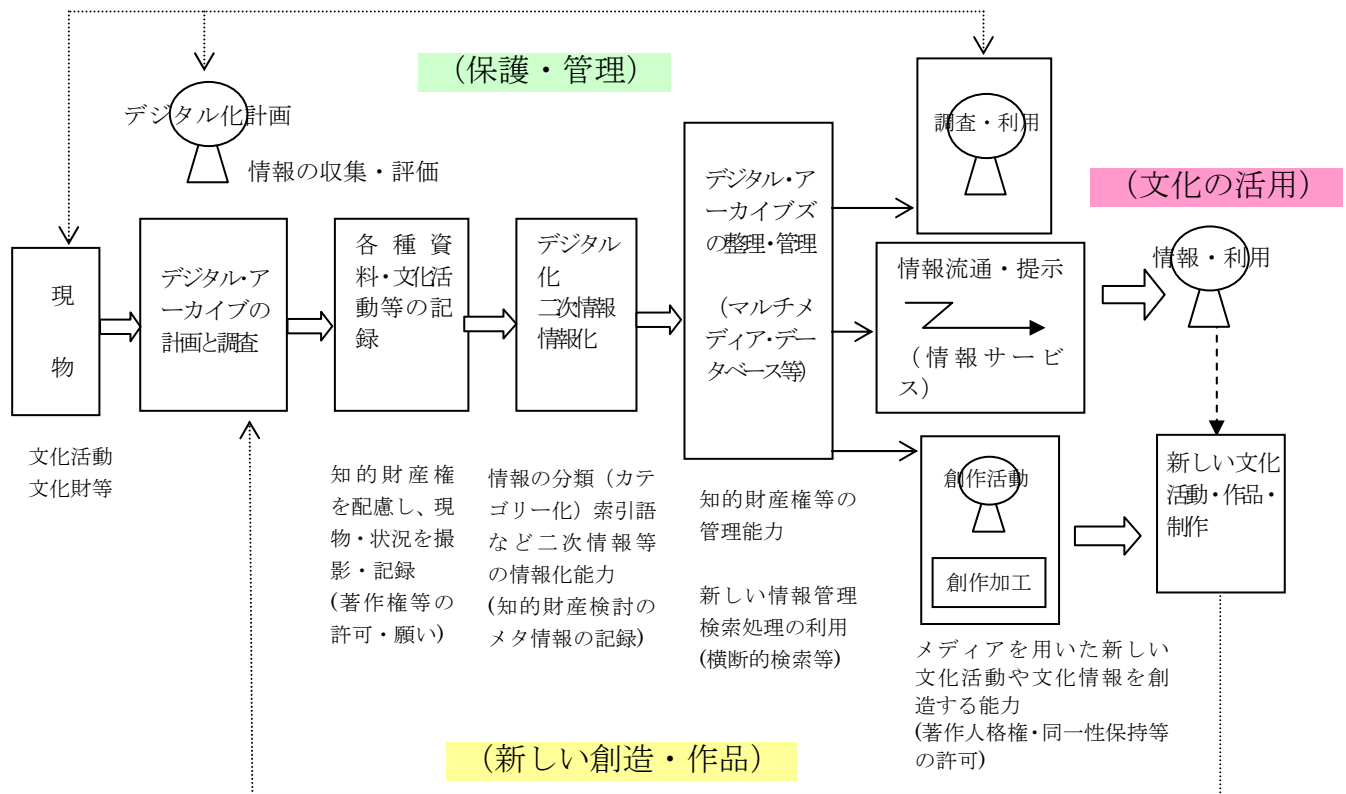 （保護・管理）
デジタル化計画
情報の収集・評価
調査・利用
（文化の活用）
現
物
文化活動
文化財等
デジタル・ア
ーカイブの
計画と調査
各種資
料・文化活
動等の記
録
知的財産権
を配慮し、現
物・状況を撮
影・記録
(著作権等の
許可・願い)
デジタル
化
二次情報
情報化
情報の分類（カテ
ゴリー化）索引語
など二次情報等
の情報化能力
(知的財産検討の
メタ情報の記録)
デジタル・ア
ーカイブズ
の整理・管理
（マルチメ
ディア・デー
タベース等）
知的財産権等の
管理能力
新しい情報管理
検索処理の利用
(横断的検索等)
情報流通・提示
（情報サービ
ス）
情報・利用
創作活動
創作加工
メディアを用いた新しい
文化活動や文化情報を創
造する能力
(著作人格権・同一性保持等
の許可)
新しい文化
活動・作品・
制作
（新しい創造・作品）